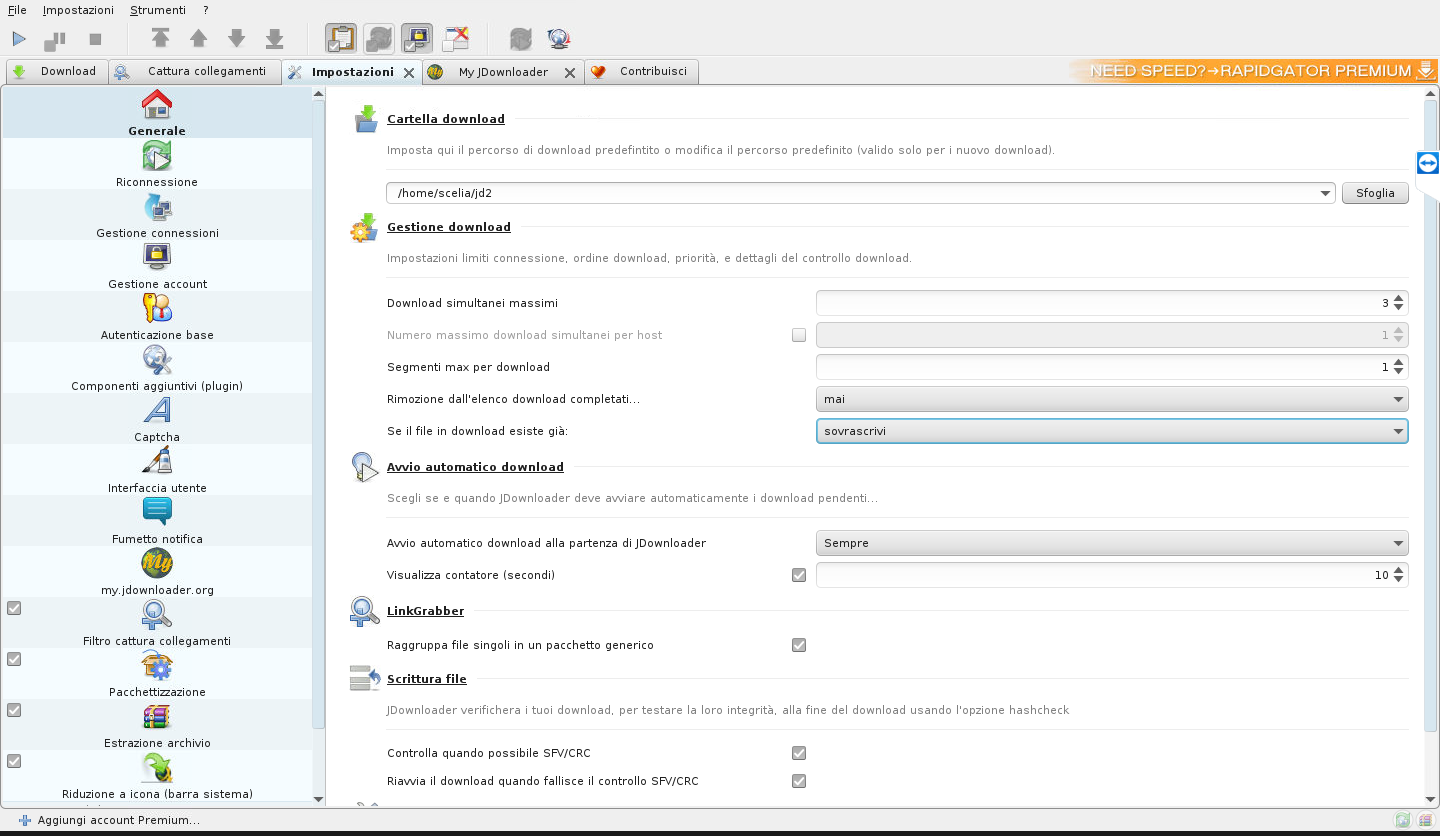 File Impostazioni Strumenti ?
Download Cattura collegamenti Impostazioni My JDownloader Contribuisci NEED SPEED?→RAPIDGATOR PREMIUM
Generale
Riconnessione
Gestione connessioni
Gestione account
Autenticazione base
Componenti aggiuntivi (plugin)
Captcha
Interfaccia utente
Fumetto notifica
My
my.jdownloader.org
Filtro cattura collegamenti
Pacchettizzazione
Estrazione archivio
Riduzione a icona (barra sistema)
Cartella download
Imposta qui il percorso di download predefintito o modifica il percorso predefinito (valido solo per i nuovo download).
/home/scelia/jd2 Sfoglia
Gestione download
Impostazioni limiti connessione, ordine download, priorità, e dettagli del controllo download.
Download simultanei massimi 3
Numero massimo download simultanei per host 1
Segmenti max per download 1
Rimozione dall'elenco download completati... mai
Se il file in download esiste già: sovrascrivi
Avvio automatico download
Scegli se e quando JDownloader deve avviare automaticamente i download pendenti...
Avvio automatico download alla partenza di JDownloader Sempre
Visualizza contatore (secondi) 10
LinkGrabber
Raggruppa file singoli in un pacchetto generico
Scrittura file
JDownloader verifichera i tuoi download, per testare la loro integrità, alla fine del download usando l'opzione hashcheck
Controlla quando possibile SFV/CRC
Riavvia il download quando fallisce il controllo SFV/CRC
Aggiungi account Premium...